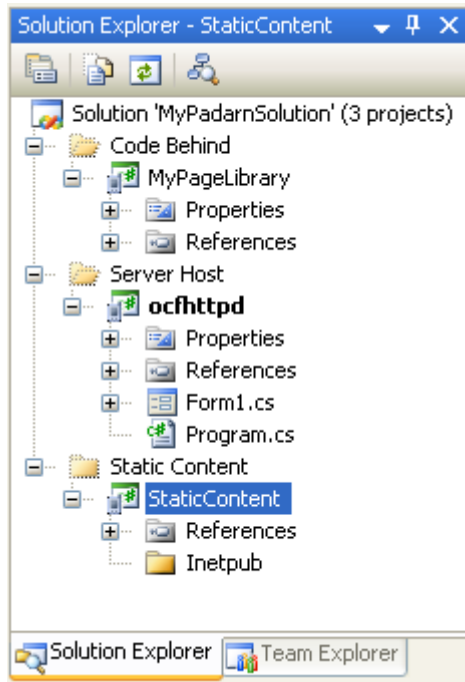 Solution Explorer - StaticContent
Solution 'MyPadarnSolution' (3 projects)
Code Behind
MyPageLibrary
Properties
References
Server Host
ocfhttpd
Properties
References
Form1.cs
Program.cs
Static Content
StaticContent
References
Inetpub
Solution Explorer Team Explorer